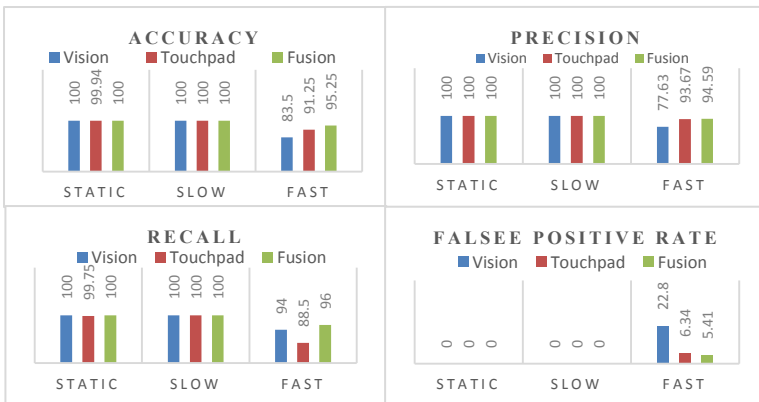 ACCURACY
Vision Touchpad Fusion
100 99.94 100 100 100 100 83.5 91.25 95.25
STATIC SLOW FAST
PRECISION
Vision Touchpad Fusion
100 100 100 100 100 100 77.63 93.67 94.59
STATIC SLOW FAST
RECALL
Vision Touchpad Fusion
100 99.75 100 100 100 100 94 88.5 96
STATIC SLOW FAST
FALSEE POSITIVE RATE
Vision Touchpad Fusion
0 0 0 0 0 0 22.8 6.34 5.41
STATIC SLOW FAST